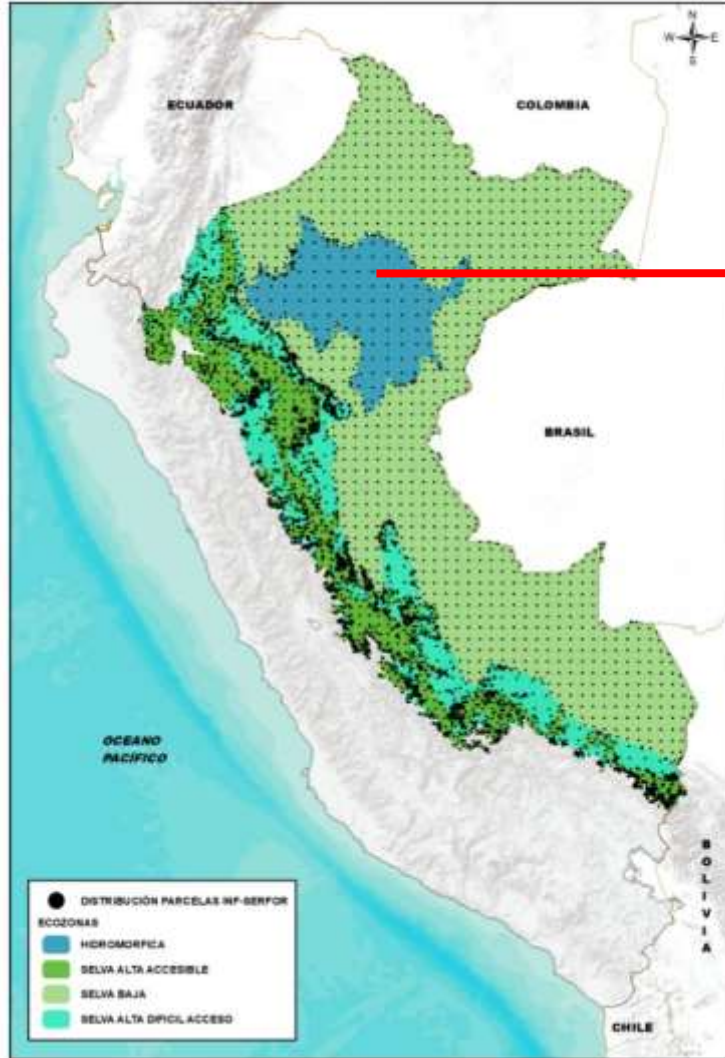 N
W E
S
ECUADOR
COLOMBIA
BRASIL
OCEANO
PACÍFICO
B
O
L
I
V
I
A
DISTRIBUCIÓN PARCELAS INF-SERFOR
ECOZONAS
HIDROMORFICA
SELVA ALTA ACCESIBLE
SELVA BAJA
SELVA ALTA DIFICIL ACCESO
CHILE